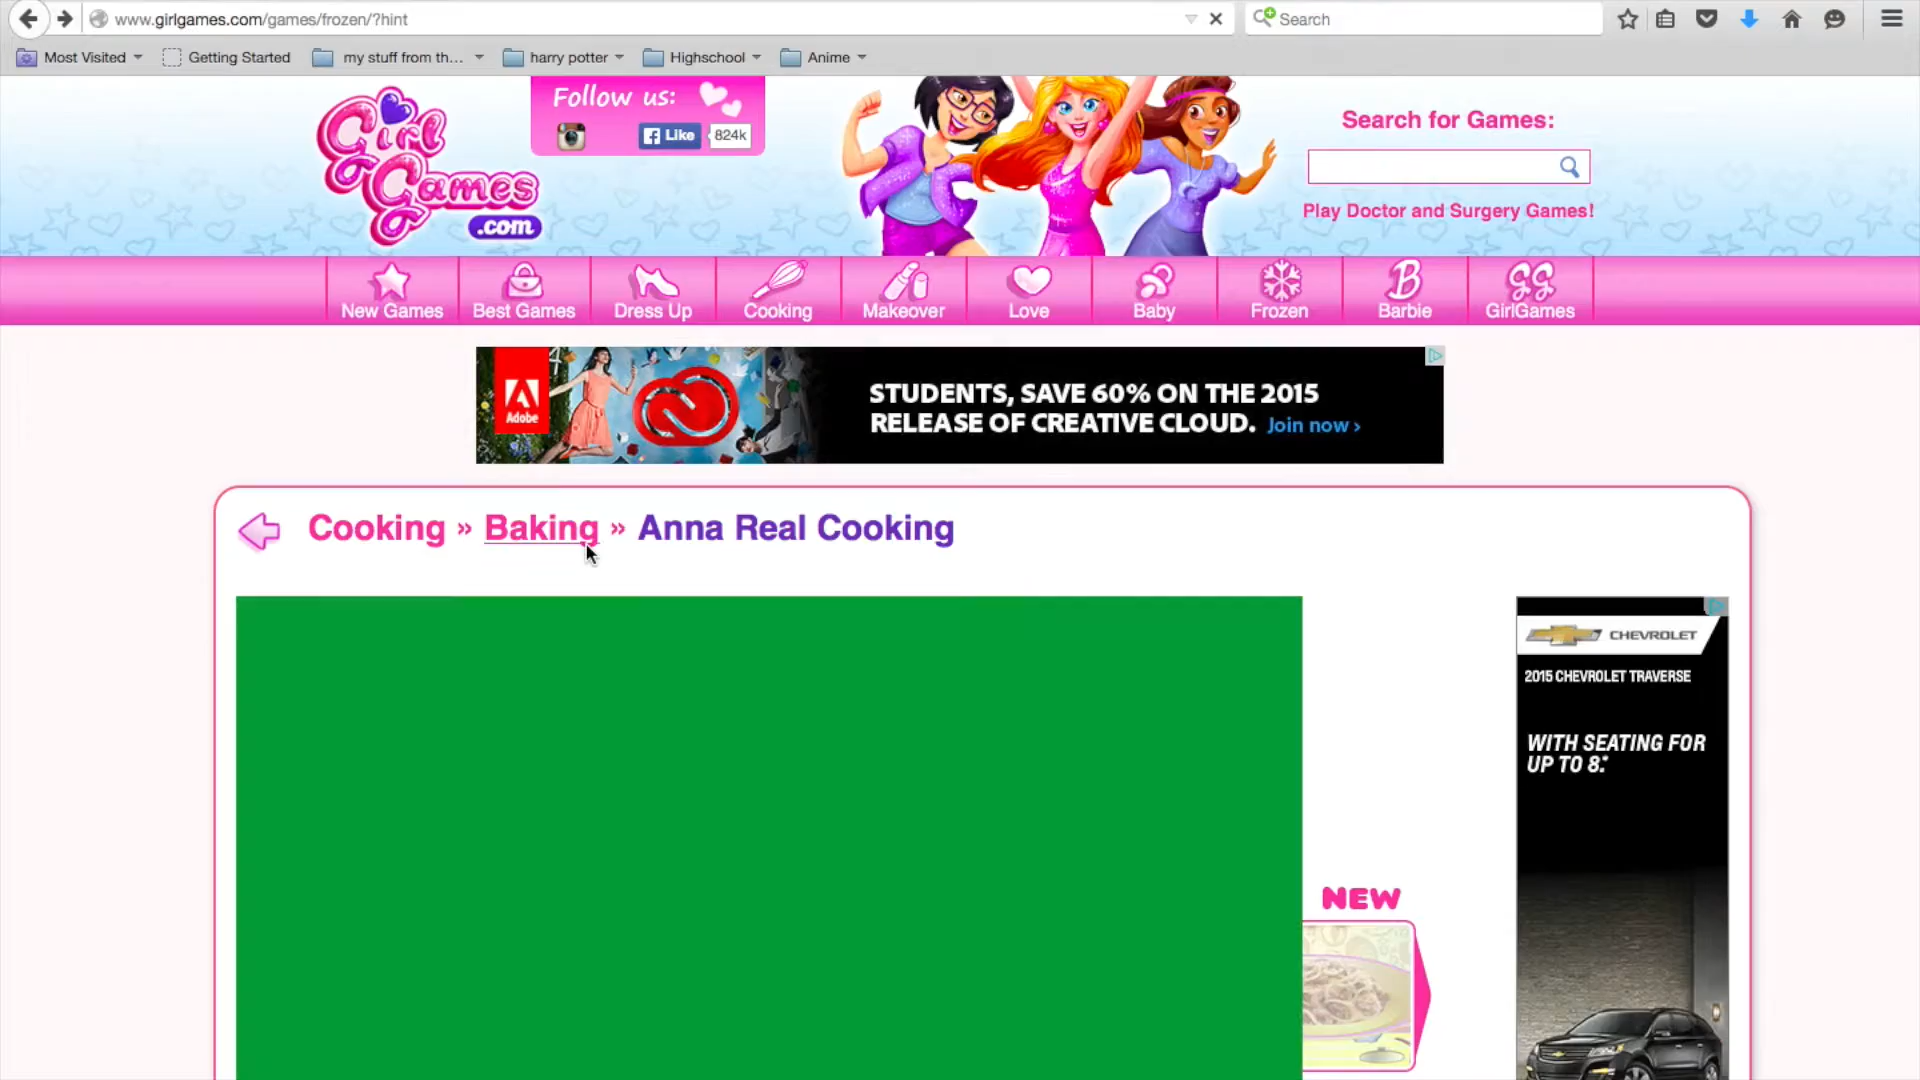 www.girlgames.com/games/frozen/?hint
Search
Most Visited
Getting Started
my stuff from th...
harry potter
Highschool
Anime
Girl
Games
.com
Follow us:
Like
824k
Search for Games:
Play Doctor and Surgery Games!
New Games
Best Games
Dress Up
Cooking
Makeover
Love
Baby
Frozen
Barbie
GirlGames
Adobe
STUDENTS, SAVE 60% ON THE 2015
RELEASE OF CREATIVE CLOUD. Join now ›
Cooking » Baking » Anna Real Cooking
CHEVROLET
2015 CHEVROLET TRAVERSE
WITH SEATING FOR
UP TO 8.*
NEW